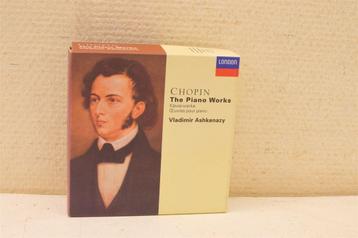 LONDON
CHOPIN
The Piano Works
Klavierwerke
Œuvres pour piano
Vladimir Ashkenazy